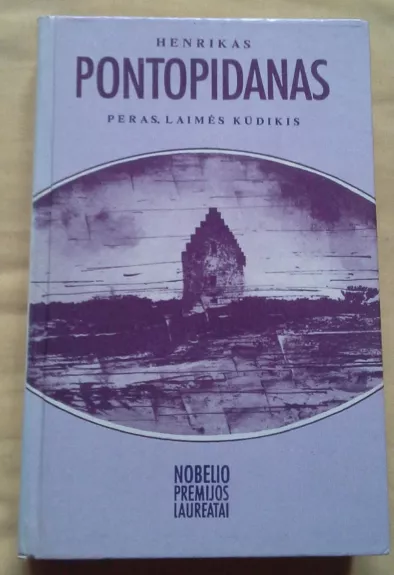 HENRIKAS
PONTOPIDANAS
PERAS. LAIMĖS KŪDIKIS
NOBELIO
PREMIJOS
LAUREATAI